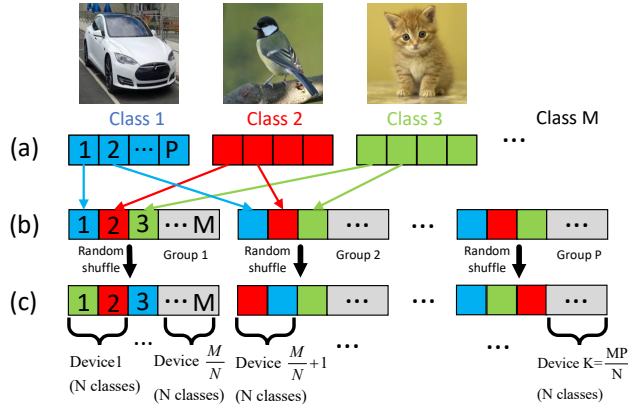 Class 1 Class 2 Class 3 Class M
(a) 1 2 ... P ...
(b) 1 2 3 ... M ... ... ...
Random shuffle Group 1 Random shuffle Group 2 Random shuffle Group P
(c) 1 2 3 ... M ... ... ...
Device1 (N classes) ... Device M/N (N classes) Device M/N+1 (N classes) ... ... Device K=MP/N (N classes)